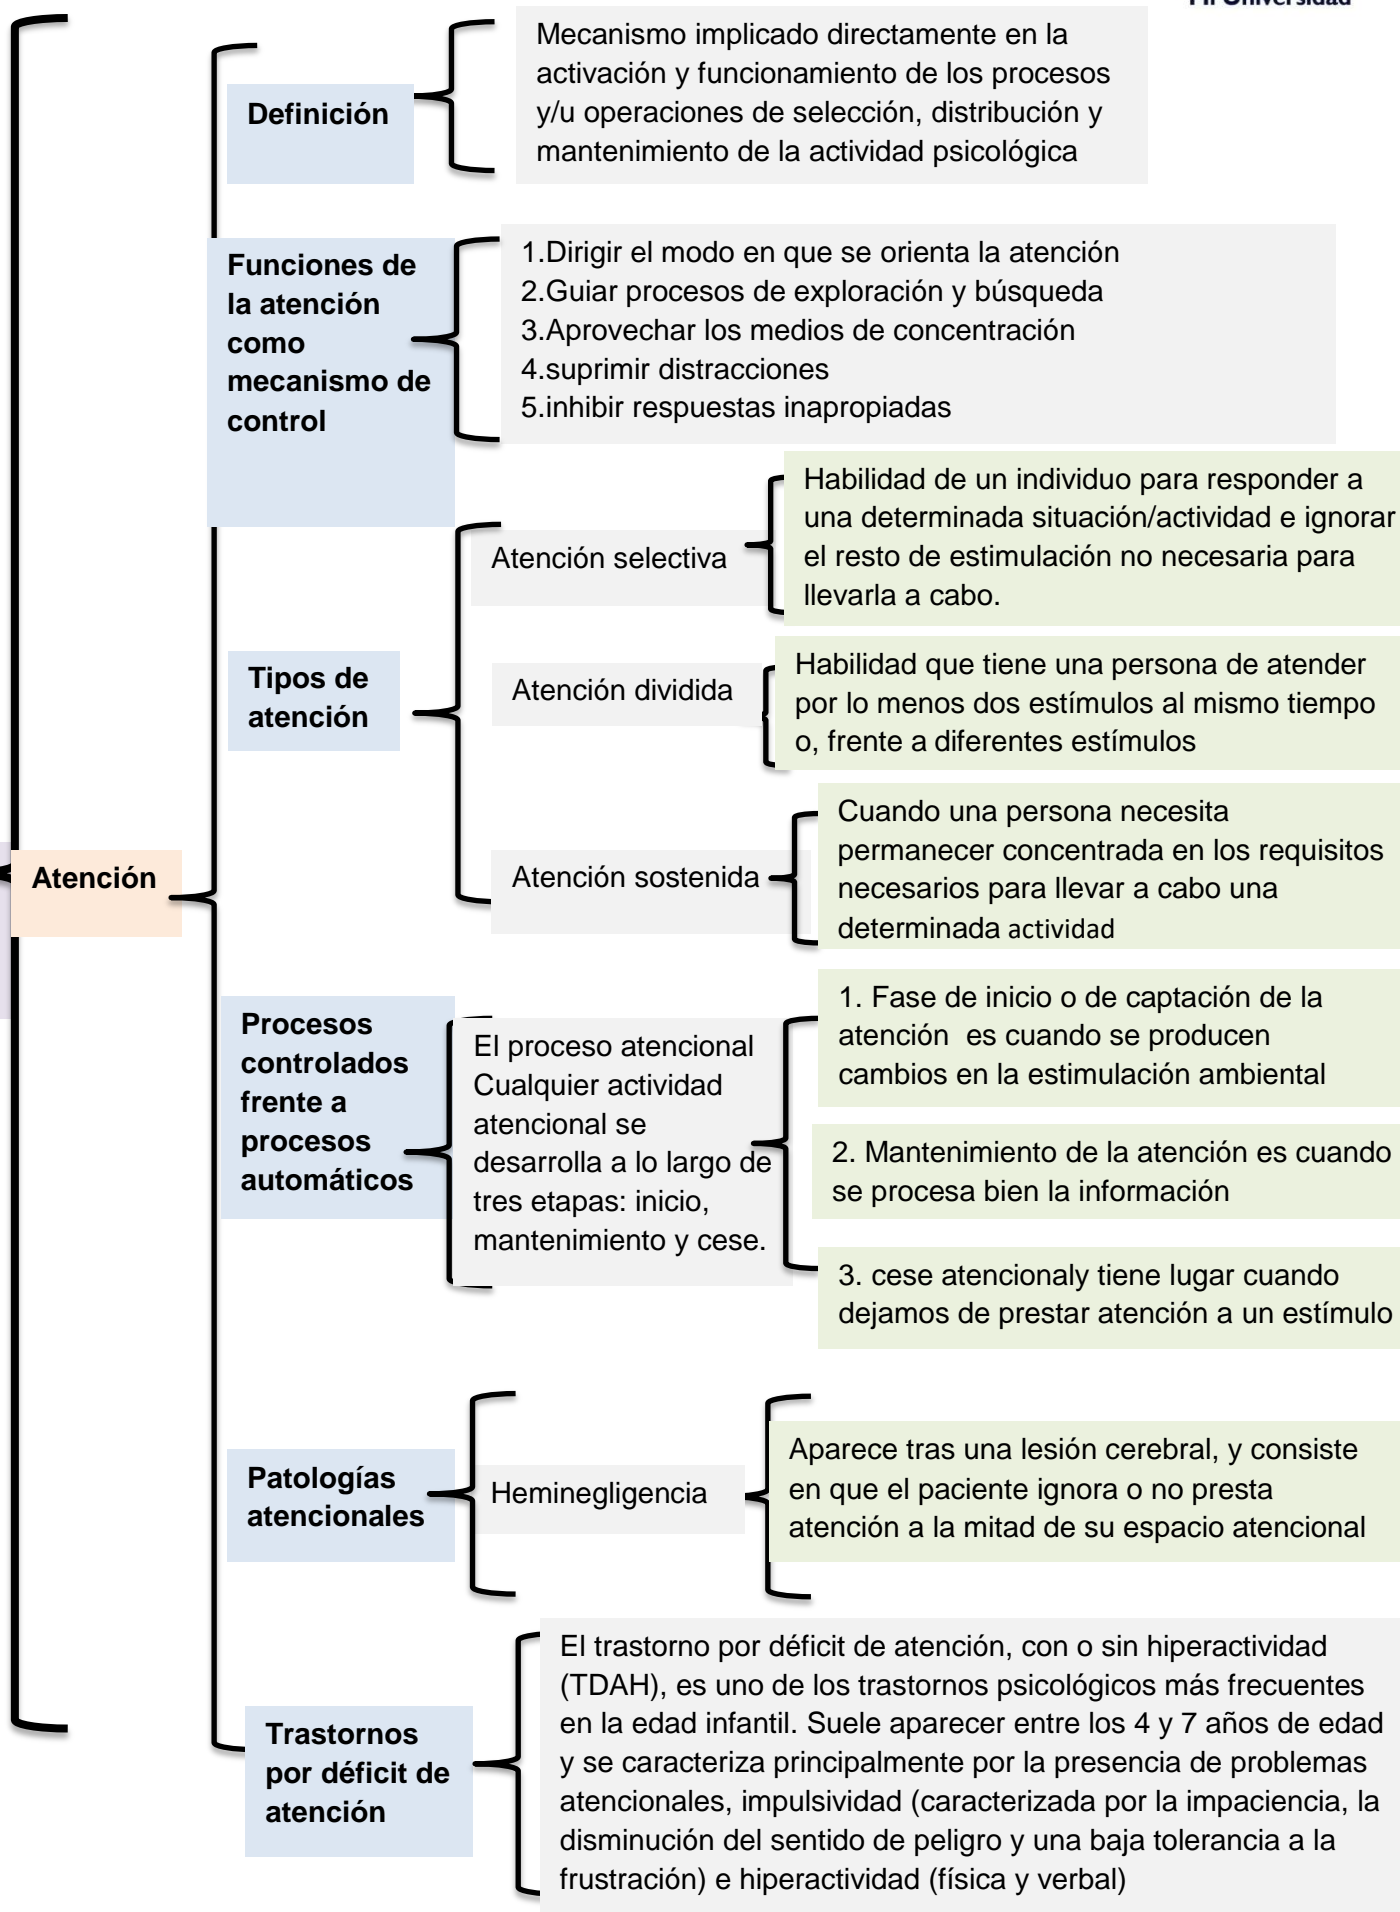 Mi Universidad
Mecanismo implicado directamente en la
activación y funcionamiento de los procesos
y/u operaciones de selección, distribución y
mantenimiento de la actividad psicológica
Definición
Funciones de
la atención
como
mecanismo de
control
1.Dirigir el modo en que se orienta la atención
2.Guiar procesos de exploración y búsqueda
3.Aprovechar los medios de concentración
4.suprimir distracciones
5.inhibir respuestas inapropiadas
Tipos de
atención
Atención selectiva
Habilidad de un individuo para responder a
una determinada situación/actividad e ignorar
el resto de estimulación no necesaria para
llevarla a cabo.
Atención dividida
Habilidad que tiene una persona de atender
por lo menos dos estímulos al mismo tiempo
o, frente a diferentes estímulos
Atención sostenida
Cuando una persona necesita
permanecer concentrada en los requisitos
necesarios para llevar a cabo una
determinada actividad
Atención
Procesos
controlados
frente a
procesos
automáticos
El proceso atencional
Cualquier actividad
atencional se
desarrolla a lo largo de
tres etapas: inicio,
mantenimiento y cese.
1. Fase de inicio o de captación de la
atención  es cuando se producen
cambios en la estimulación ambiental
2. Mantenimiento de la atención es cuando
se procesa bien la información
3. cese atencionaly tiene lugar cuando
dejamos de prestar atención a un estímulo
Patologías
atencionales
Heminegligencia
Aparece tras una lesión cerebral, y consiste
en que el paciente ignora o no presta
atención a la mitad de su espacio atencional
Trastornos
por déficit de
atención
El trastorno por déficit de atención, con o sin hiperactividad
(TDAH), es uno de los trastornos psicológicos más frecuentes
en la edad infantil. Suele aparecer entre los 4 y 7 años de edad
y se caracteriza principalmente por la presencia de problemas
atencionales, impulsividad (caracterizada por la impaciencia, la
disminución del sentido de peligro y una baja tolerancia a la
frustración) e hiperactividad (física y verbal)